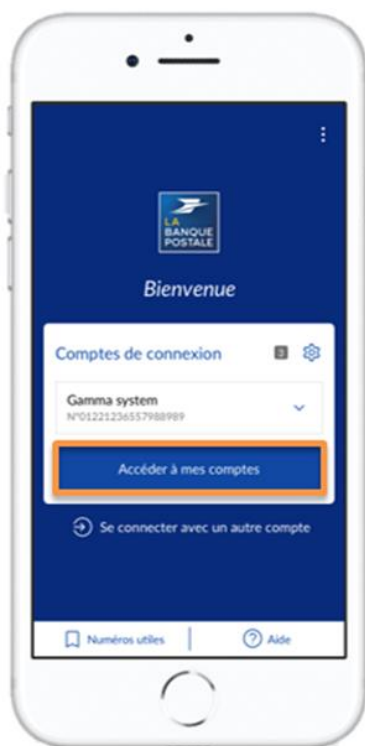 LA
BANQUE
POSTALE
Bienvenue
Comptes de connexion 3
Gamma system
N°01221236557988989
Accéder à mes comptes
Se connecter avec un autre compte
Numéros utiles
? Aide